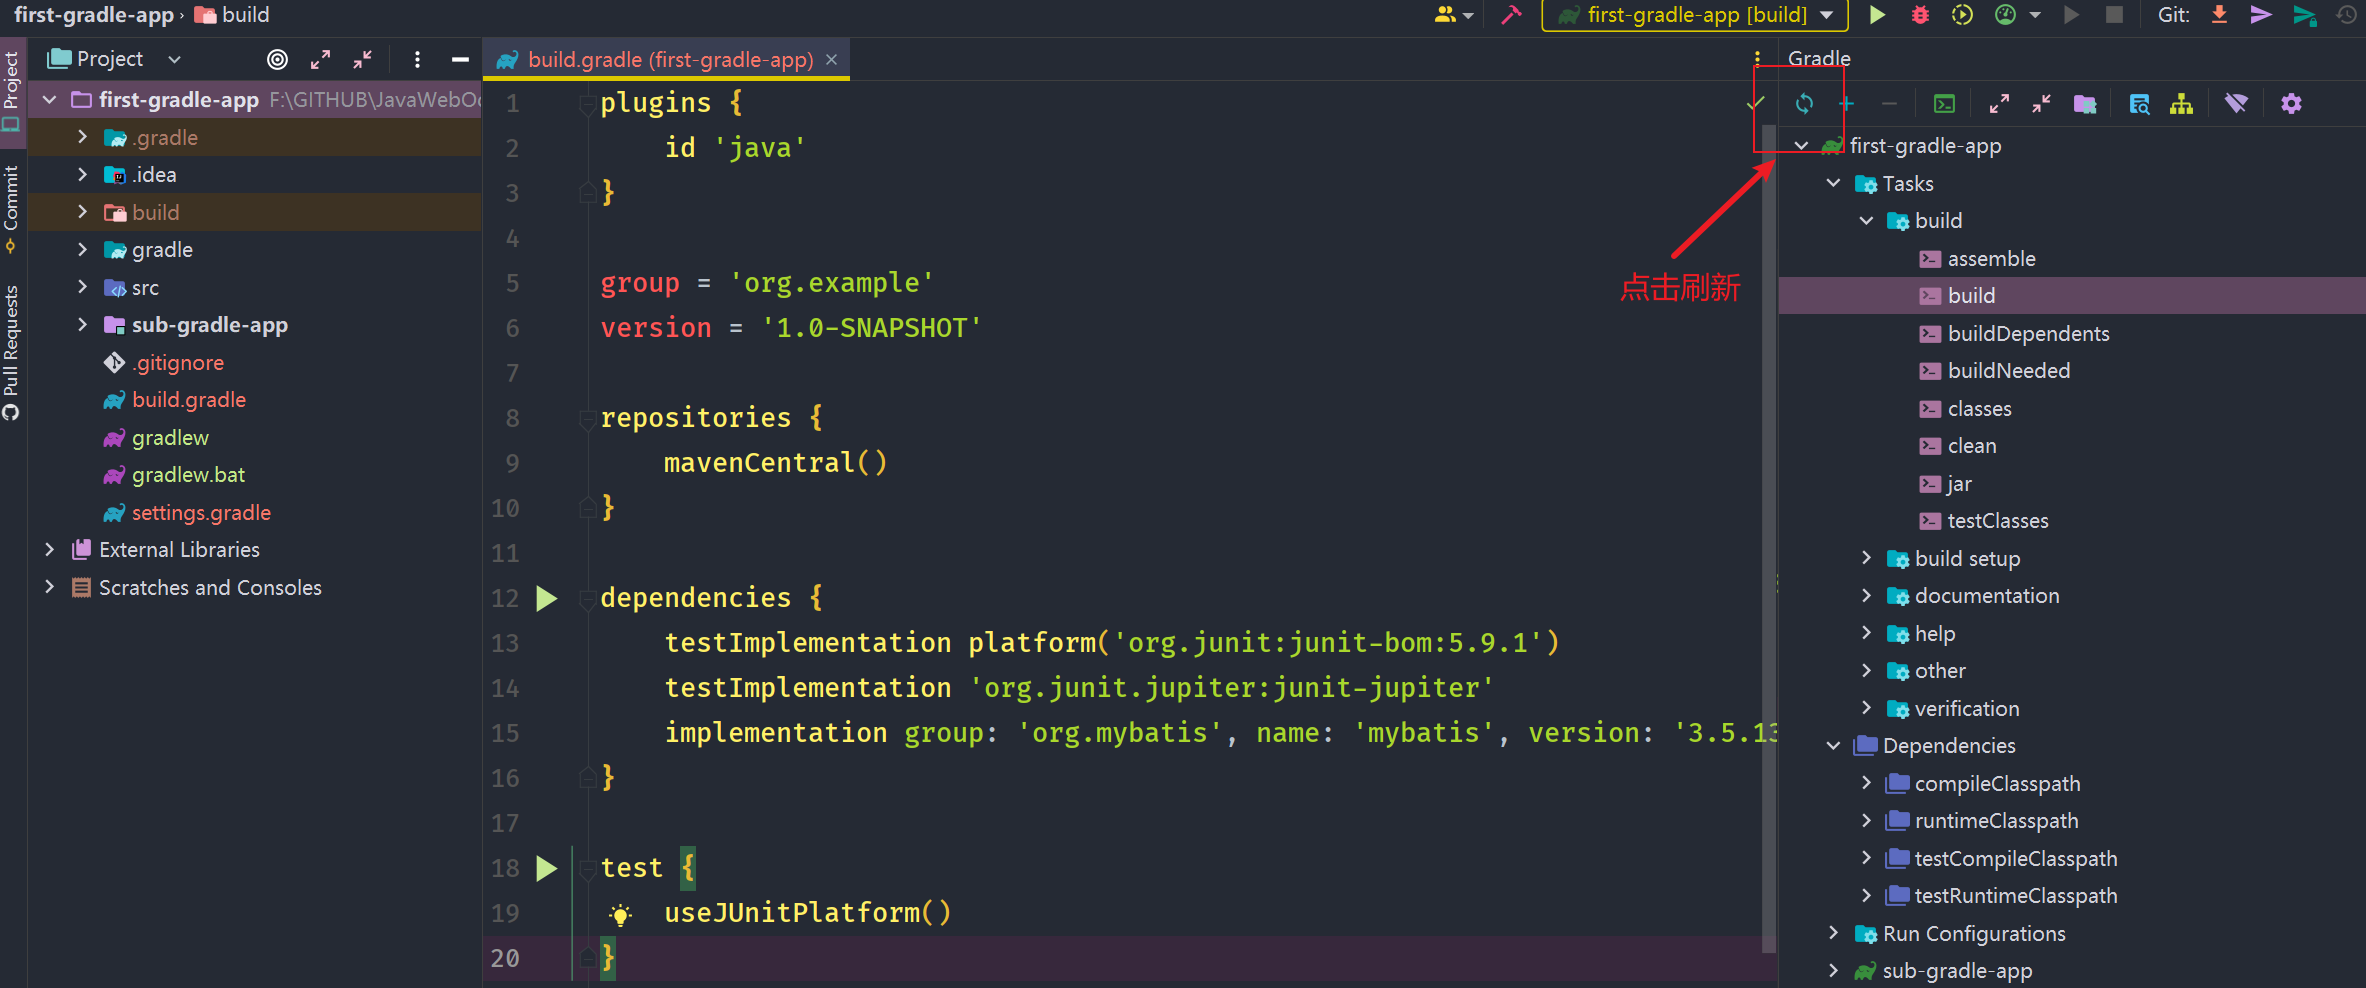 first-gradle-app › build
first-gradle-app [build]
Git:
Project
first-gradle-app F:\GITHUB\JavaWebOc
.gradle
.idea
build
gradle
src
sub-gradle-app
.gitignore
build.gradle
gradlew
gradlew.bat
settings.gradle
External Libraries
Scratches and Consoles
Project
Commit
Pull Requests
build.gradle (first-gradle-app)
1 plugins {
2 id 'java'
3 }
4
5 group = 'org.example'
6 version = '1.0-SNAPSHOT'
7
8 repositories {
9 mavenCentral()
10 }
11
12 dependencies {
13 testImplementation platform('org.junit:junit-bom:5.9.1')
14 testImplementation 'org.junit.jupiter:junit-jupiter'
15 implementation group: 'org.mybatis', name: 'mybatis', version: '3.5.13
16 }
17
18 test {
19 useJUnitPlatform()
20 }
点击刷新
Gradle
first-gradle-app
Tasks
build
assemble
build
buildDependents
buildNeeded
classes
clean
jar
testClasses
build setup
documentation
help
other
verification
Dependencies
compileClasspath
runtimeClasspath
testCompileClasspath
testRuntimeClasspath
Run Configurations
sub-gradle-app